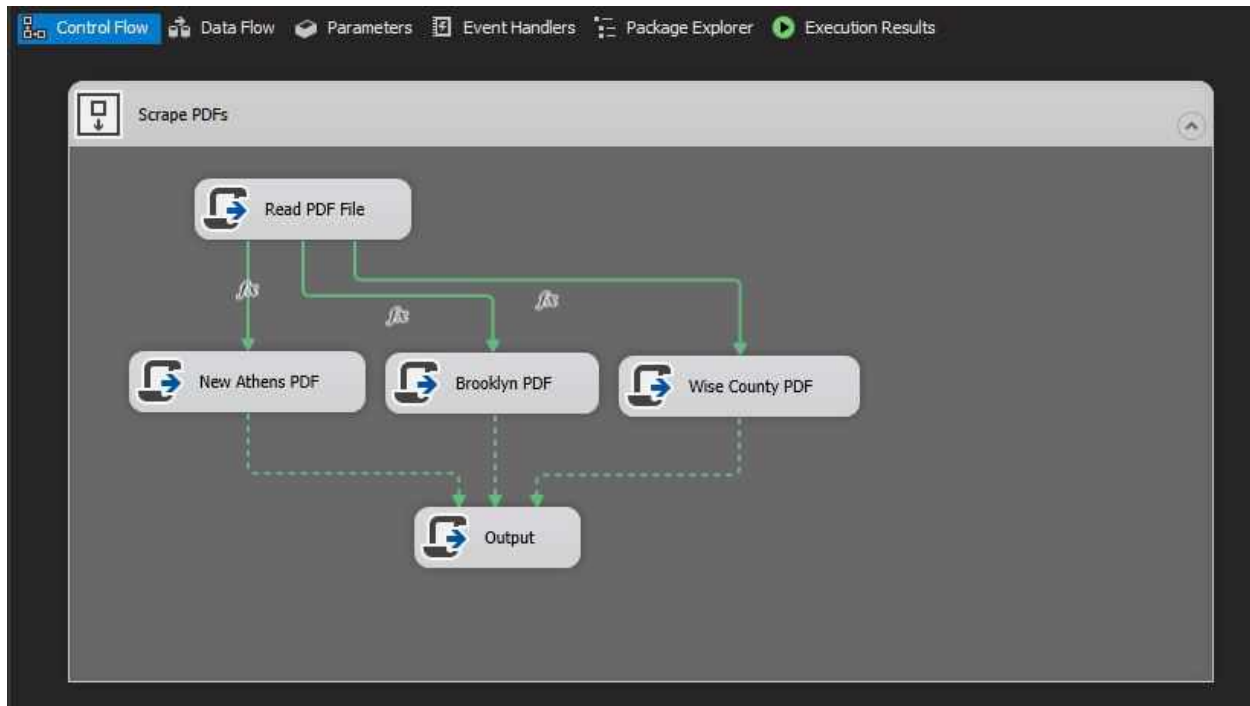 Control Flow Data Flow Parameters Event Handlers Package Explorer Execution Results
Scrape PDFs
Read PDF File
New Athens PDF Brooklyn PDF Wise County PDF
Output